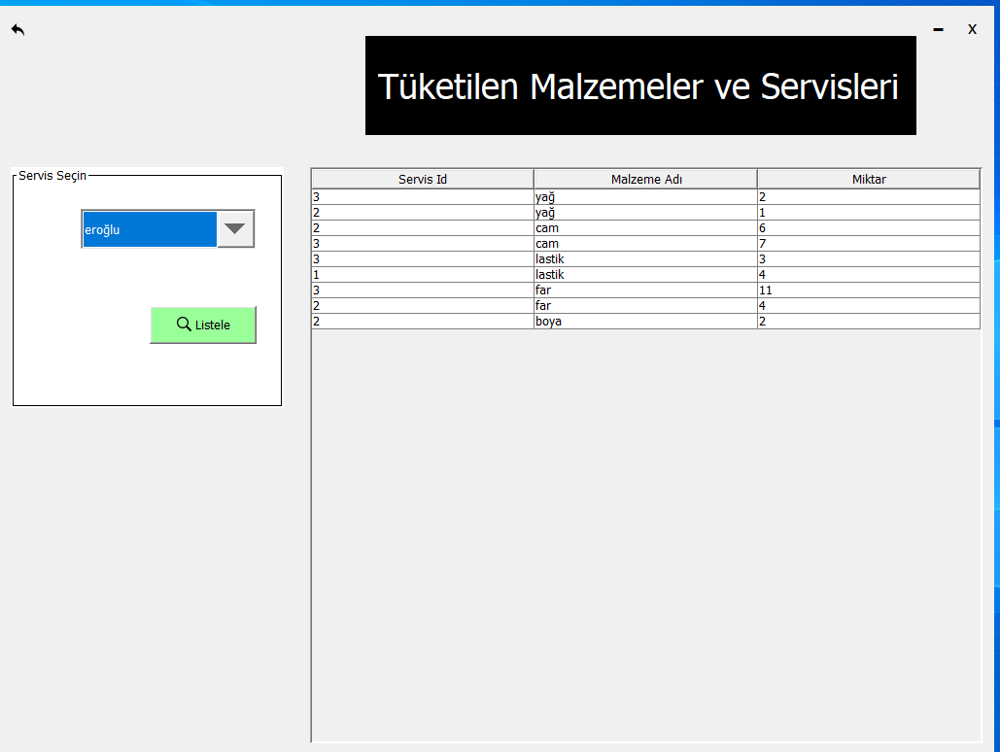 X
Tüketilen Malzemeler ve Servisleri
Servis Seçin
eroğlu
Listele
Servis Id Malzeme Adı Miktar
3 yağ 2
2 yağ 1
2 cam 6
3 cam 7
3 lastik 3
1 lastik 4
3 far 11
2 far 4
2 boya 2